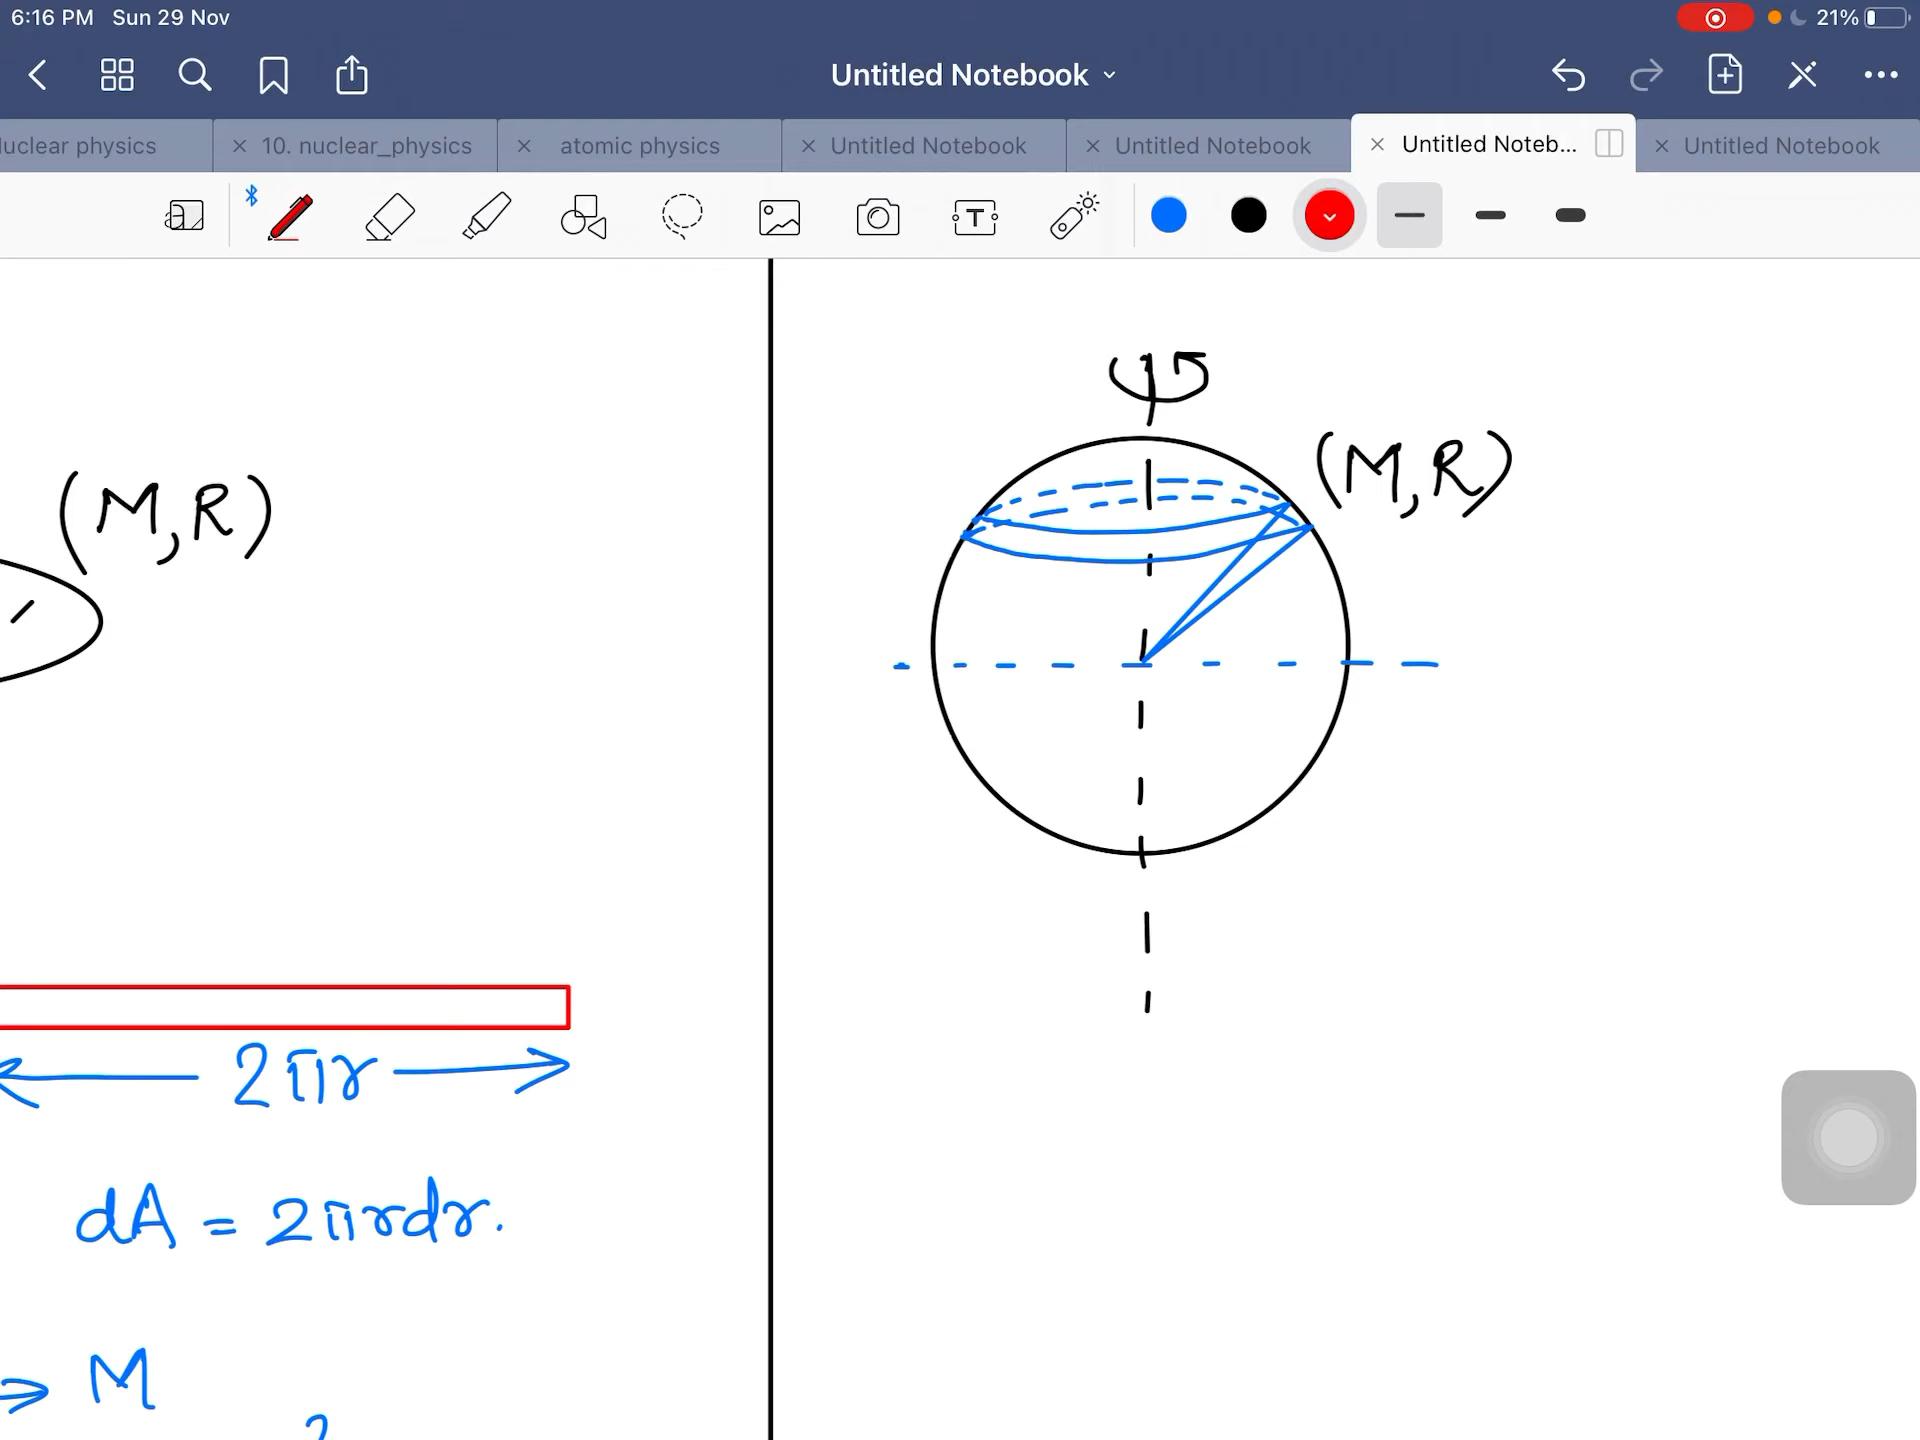 6:16 PM Sun 29 Nov
21%
Untitled Notebook
uclear physics
10. nuclear_physics
atomic physics
Untitled Notebook
Untitled Notebook
Untitled Noteb...
Untitled Notebook
T
(M,R)
(M,R)
2πr
dA = 2πrdr.
⇒ M
2